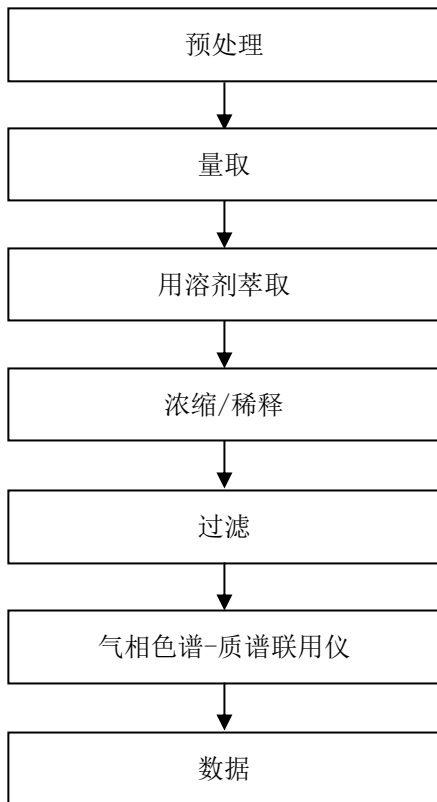 预处理
量取
用溶剂萃取
浓缩/稀释
过滤
气相色谱-质谱联用仪
数据